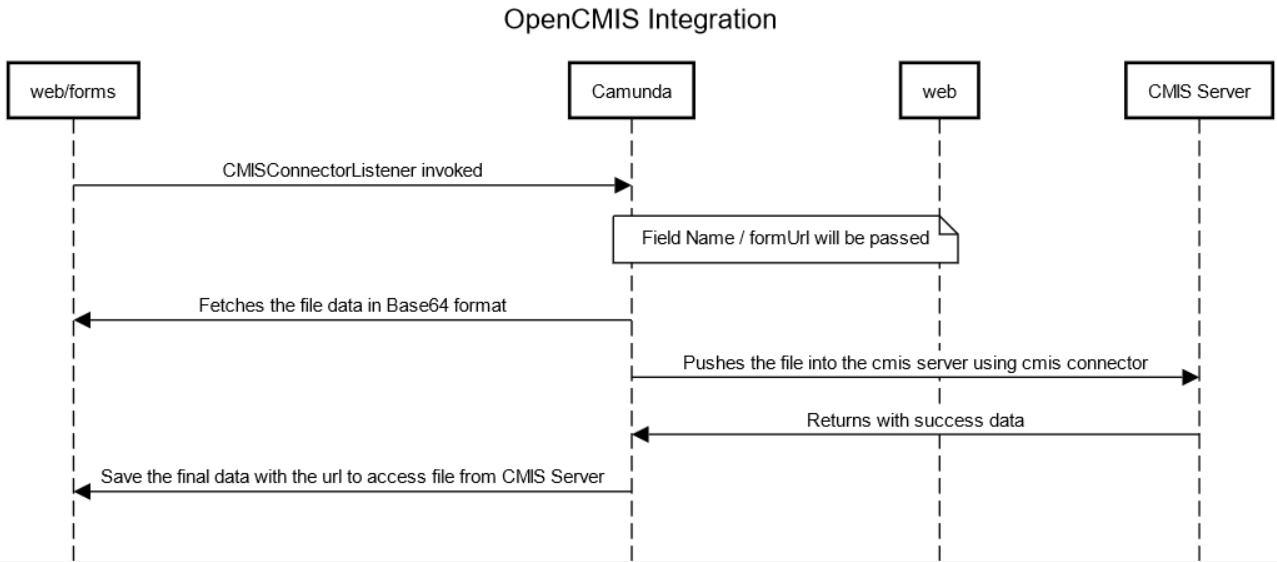 OpenCMIS Integration
web/forms
Camunda
web
CMIS Server
CMISConnectorListener invoked
Field Name / formUrl will be passed
Fetches the file data in Base64 format
Pushes the file into the cmis server using cmis connector
Returns with success data
Save the final data with the url to access file from CMIS Server